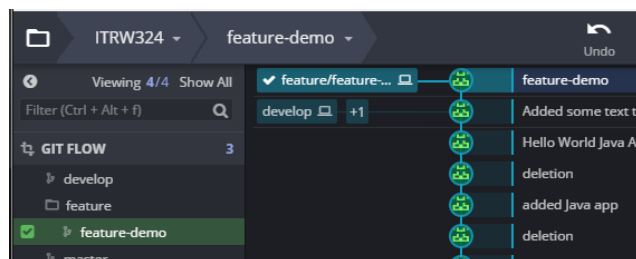 ITRW324
feature-demo
Undo
Viewing 4/4 Show All
Filter (Ctrl + Alt + f)
GIT FLOW 3
develop
feature
feature-demo
master
feature/feature-...
feature-demo
develop +1
Added some text t
Hello World Java A
deletion
added Java app
deletion